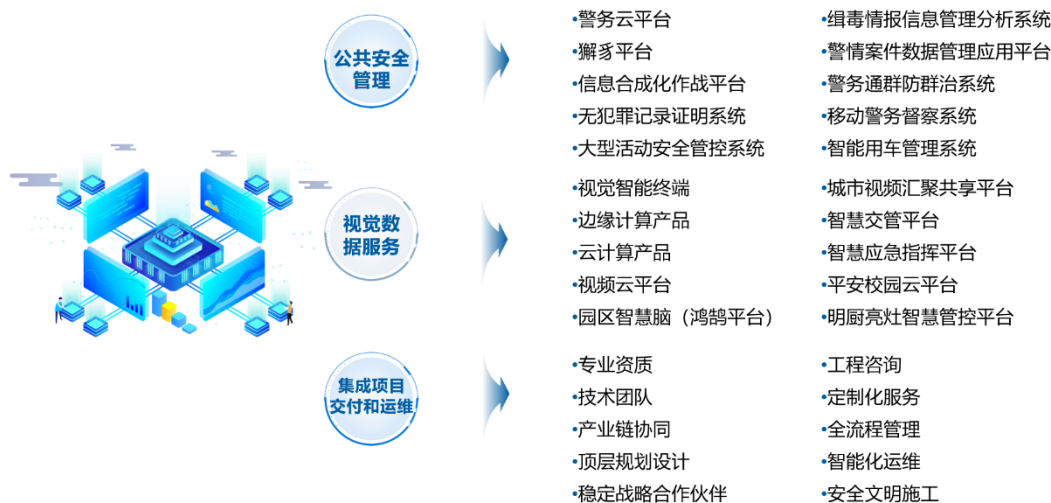 公共安全
管理
•警务云平台
•獬豸平台
•信息合成化作战平台
•无犯罪记录证明系统
•大型活动安全管控系统
•缉毒情报信息管理分析系统
•警情案件数据管理应用平台
•警务通群防群治系统
•移动警务督察系统
•智能用车管理系统
视觉数
据服务
•视觉智能终端
•边缘计算产品
•云计算产品
•视频云平台
•园区智慧脑（鸿鹄平台）
•城市视频汇聚共享平台
•智慧交管平台
•智慧应急指挥平台
•平安校园云平台
•明厨亮灶智慧管控平台
集成项目
交付和运维
•专业资质
•技术团队
•产业链协同
•顶层规划设计
•稳定战略合作伙伴
•工程咨询
•定制化服务
•全流程管理
•智能化运维
•安全文明施工